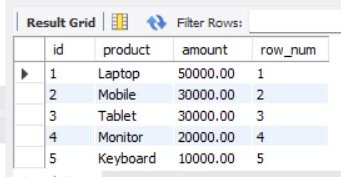 Result Grid Filter Rows:
id product amount row_num
1 Laptop 50000.00 1
2 Mobile 30000.00 2
3 Tablet 30000.00 3
4 Monitor 20000.00 4
5 Keyboard 10000.00 5